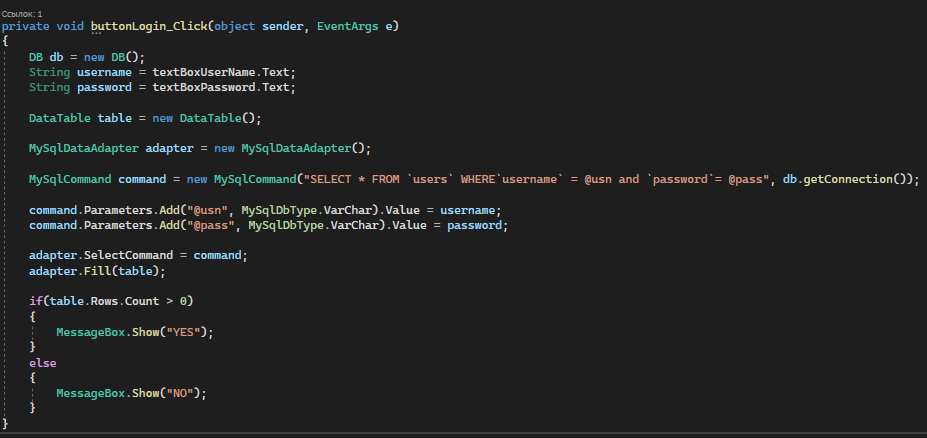 Ссылок: 1
private void buttonLogin_Click(object sender, EventArgs e)
{
DB db = new DB();
String username = textBoxUserName.Text;
String password = textBoxPassword.Text;
DataTable table = new DataTable();
MySqlDataAdapter adapter = new MySqlDataAdapter();
MySqlCommand command = new MySqlCommand("SELECT * FROM `users` WHERE`username` = @usn and `password`= @pass", db.getConnection());
command.Parameters.Add("@usn", MySqlDbType.VarChar).Value = username;
command.Parameters.Add("@pass", MySqlDbType.VarChar).Value = password;
adapter.SelectCommand = command;
adapter.Fill(table);
if(table.Rows.Count > 0)
{
MessageBox.Show("YES");
}
else
{
MessageBox.Show("NO");
}
}